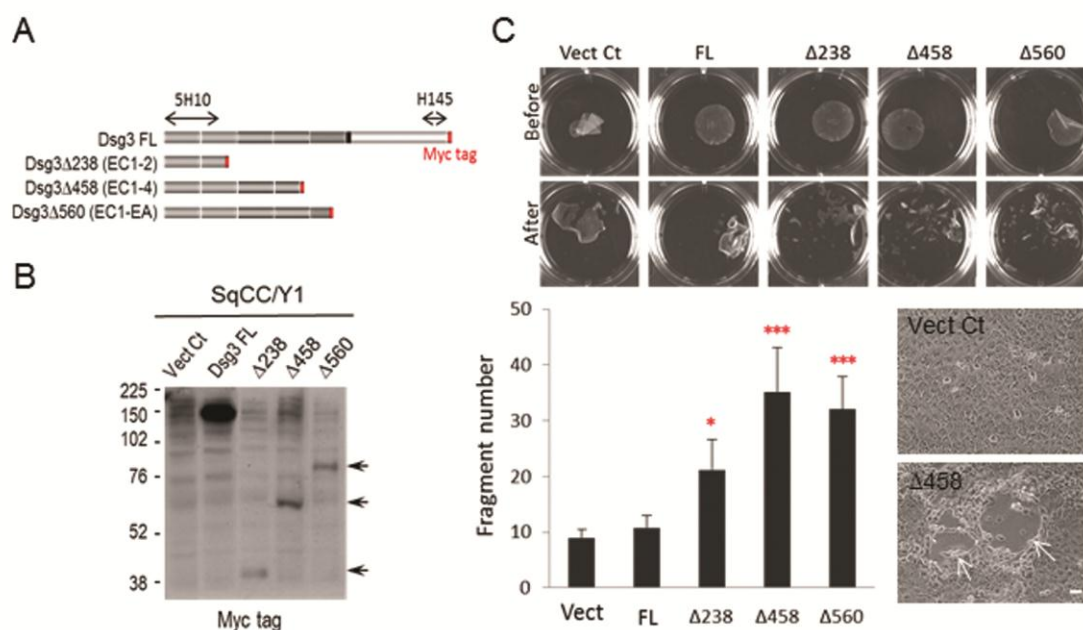 A
5H10 H145
Dsg3 FL
Myc tag
Dsg3Δ238 (EC1-2)
Dsg3Δ458 (EC1-4)
Dsg3Δ560 (EC1-EA)
B
SqCC/Y1
Vect Ct Dsg3 FL Δ238 Δ458 Δ560
225 -
150 -
102 -
76 -
52 -
38 -
Myc tag
C
Vect Ct FL Δ238 Δ458 Δ560
Before
After
Fragment number
50
40
30
20
10
0
* *** ***
Vect FL Δ238 Δ458 Δ560
Vect Ct
Δ458